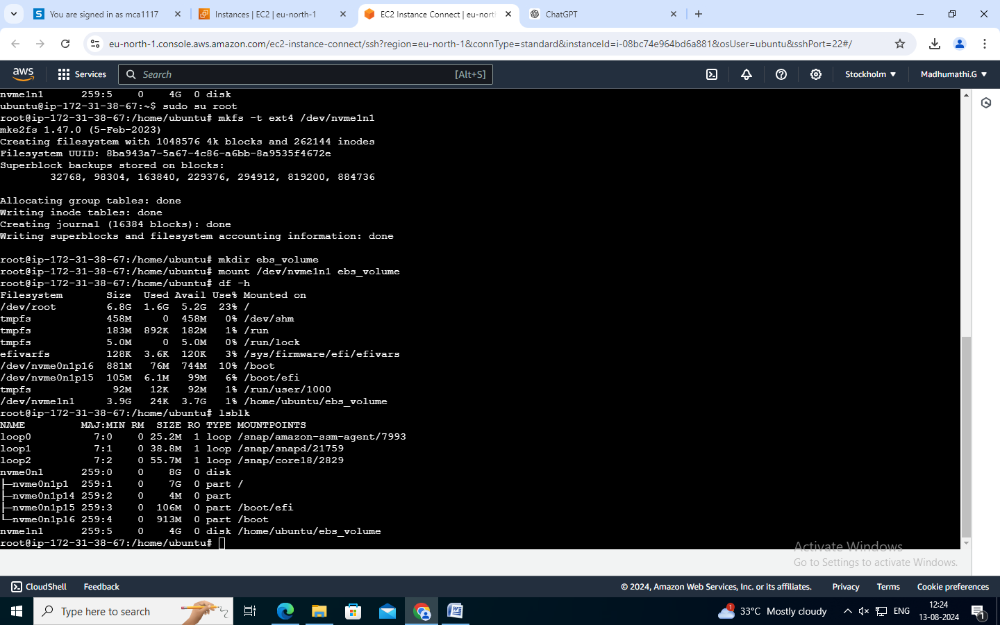 You are signed in as mca1117
Instances | EC2 | eu-north-1
EC2 Instance Connect | eu-north
ChatGPT
eu-north-1.console.aws.amazon.com/ec2-instance-connect/ssh?region=eu-north-1&connType=standard&instanceId=i-08bc74e964bd6a881&osUser=ubuntu&sshPort=22#/
aws
Services
Search
[Alt+S]
Stockholm
Madhumathi.G
nvme1n1      259:5    0    4G  0 disk
ubuntu@ip-172-31-38-67:~$ sudo su root
root@ip-172-31-38-67:/home/ubuntu# mkfs -t ext4 /dev/nvme1n1
mke2fs 1.47.0 (5-Feb-2023)
Creating filesystem with 1048576 4k blocks and 262144 inodes
Filesystem UUID: 8ba943a7-5a67-4c86-a6bb-8a9535f4672e
Superblock backups stored on blocks:
        32768, 98304, 163840, 229376, 294912, 819200, 884736
Allocating group tables: done
Writing inode tables: done
Creating journal (16384 blocks): done
Writing superblocks and filesystem accounting information: done
root@ip-172-31-38-67:/home/ubuntu# mkdir ebs_volume
root@ip-172-31-38-67:/home/ubuntu# mount /dev/nvme1n1 ebs_volume
root@ip-172-31-38-67:/home/ubuntu# df -h
Filesystem       Size  Used Avail Use% Mounted on
/dev/root        6.8G  1.6G  5.2G  23% /
tmpfs            458M     0  458M   0% /dev/shm
tmpfs            183M  892K  182M   1% /run
tmpfs            5.0M     0  5.0M   0% /run/lock
efivarfs         128K  3.6K  120K   3% /sys/firmware/efi/efivars
/dev/nvme0n1p16  881M   76M  744M  10% /boot
/dev/nvme0n1p15  105M  6.1M   99M   6% /boot/efi
tmpfs             92M   12K   92M   1% /run/user/1000
/dev/nvme1n1     3.9G   24K  3.7G   1% /home/ubuntu/ebs_volume
root@ip-172-31-38-67:/home/ubuntu# lsblk
NAME         MAJ:MIN RM  SIZE RO TYPE MOUNTPOINTS
loop0          7:0    0 25.2M  1 loop /snap/amazon-ssm-agent/7993
loop1          7:1    0 38.8M  1 loop /snap/snapd/21759
loop2          7:2    0 55.7M  1 loop /snap/core18/2829
nvme0n1      259:0    0    8G  0 disk
├─nvme0n1p1  259:1    0    7G  0 part /
├─nvme0n1p14 259:2    0    4M  0 part
├─nvme0n1p15 259:3    0  106M  0 part /boot/efi
└─nvme0n1p16 259:4    0  913M  0 part /boot
nvme1n1      259:5    0    4G  0 disk /home/ubuntu/ebs_volume
root@ip-172-31-38-67:/home/ubuntu#
Activate Windows
Go to Settings to activate Windows.
CloudShell
Feedback
© 2024, Amazon Web Services, Inc. or its affiliates.
Privacy
Terms
Cookie preferences
Type here to search
1
33°C Mostly cloudy
ENG
12:24
13-08-2024
1